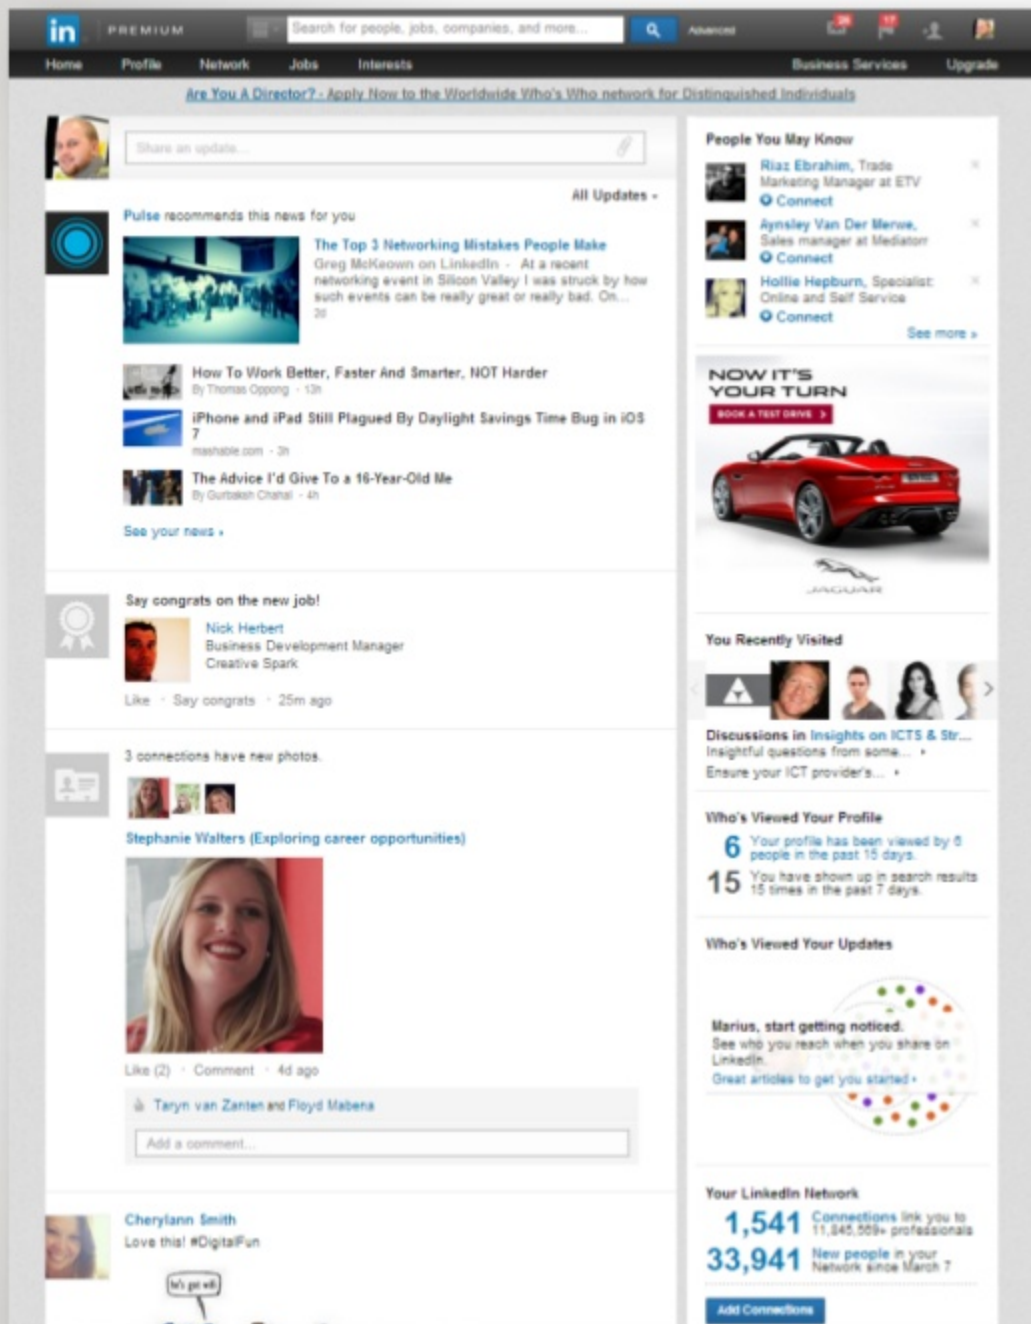 in PREMIUM
Search for people, jobs, companies, and more...
Advanced
17
Home Profile Network Jobs Interests Business Services Upgrade
Are You A Director? - Apply Now to the Worldwide Who's Who network for Distinguished Individuals
Share an update...
All Updates
Pulse recommends this news for you
The Top 3 Networking Mistakes People Make
Greg McKeown on LinkedIn - At a recent
networking event in Silicon Valley I was struck by how
such events can be really great or really bad. On...
2d
How To Work Better, Faster And Smarter, NOT Harder
By Thomas Oppong · 13h
iPhone and iPad Still Plagued By Daylight Savings Time Bug in iOS
7
mashable.com · 3h
The Advice I'd Give To a 16-Year-Old Me
By Gurbaksh Chahal · 4h
See your news ›
Say congrats on the new job!
Nick Herbert
Business Development Manager
Creative Spark
Like · Say congrats · 25m ago
3 connections have new photos.
Stephanie Walters (Exploring career opportunities)
Like (2) · Comment · 4d ago
Taryn van Zanten and Floyd Mabena
Add a comment...
Cherylann Smith
Love this! #DigitalFun
he's got wifi
People You May Know
Riaz Ebrahim, Trade
Marketing Manager at ETV
Connect
Aynsley Van Der Merwe,
Sales manager at Mediatorr
Connect
Hollie Hepburn, Specialist:
Online and Self Service
Connect
See more »
NOW IT'S
YOUR TURN
BOOK A TEST DRIVE >
JAGUAR
You Recently Visited
Discussions in Insights on ICTS & Str...
Insightful questions from some... ›
Ensure your ICT provider's... ›
Who's Viewed Your Profile
6 Your profile has been viewed by 6
people in the past 15 days.
15 You have shown up in search results
15 times in the past 7 days.
Who's Viewed Your Updates
Marius, start getting noticed.
See who you reach when you share on
LinkedIn.
Great articles to get you started ›
Your LinkedIn Network
1,541 Connections link you to
11,845,569+ professionals
33,941 New people in your
Network since March 7
Add Connections